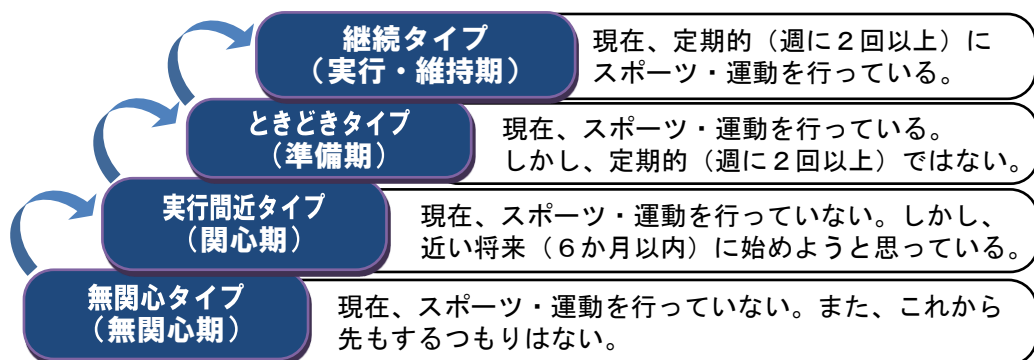 継続タイプ
(実行・維持期)
現在、定期的(週に2回以上)に
スポーツ・運動を行っている。
ときどきタイプ
(準備期)
現在、スポーツ・運動を行っている。
しかし、定期的(週に2回以上)ではない。
実行間近タイプ
(関心期)
現在、スポーツ・運動を行っていない。しかし、
近い将来(6か月以内)に始めようと思っている。
無関心タイプ
(無関心期)
現在、スポーツ・運動を行っていない。また、これから
先もするつもりはない。